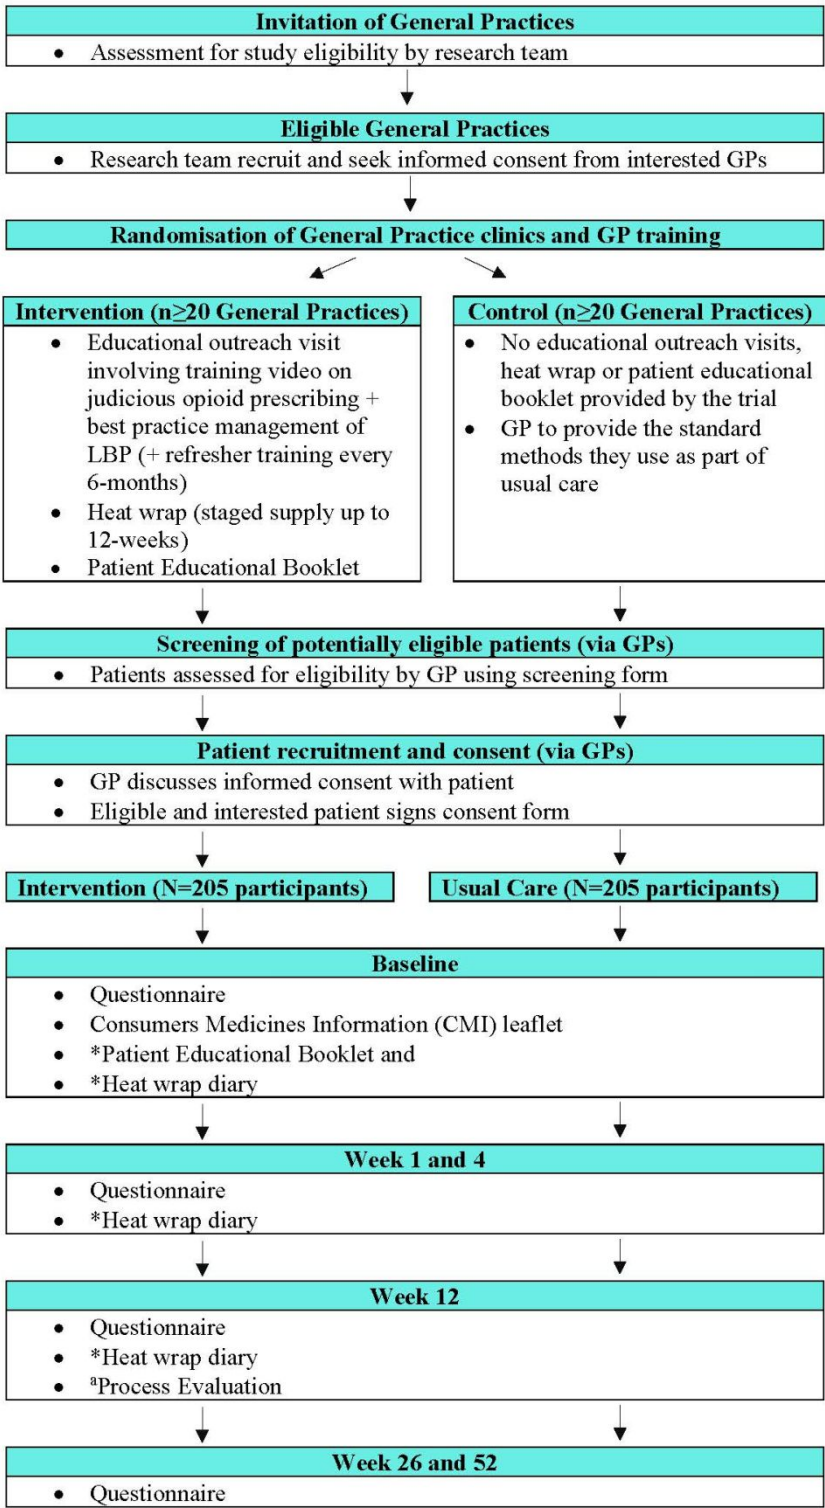 Invitation of General Practices
• Assessment for study eligibility by research team
Eligible General Practices
• Research team recruit and seek informed consent from interested GPs
Randomisation of General Practice clinics and GP training
Intervention (n≥20 General Practices)
• Educational outreach visit
involving training video on
judicious opioid prescribing +
best practice management of
LBP (+ refresher training every
6-months)
• Heat wrap (staged supply up to
12-weeks)
• Patient Educational Booklet
Control (n≥20 General Practices)
• No educational outreach visits,
heat wrap or patient educational
booklet provided by the trial
• GP to provide the standard
methods they use as part of
usual care
Screening of potentially eligible patients (via GPs)
• Patients assessed for eligibility by GP using screening form
Patient recruitment and consent (via GPs)
• GP discusses informed consent with patient
• Eligible and interested patient signs consent form
Intervention (N=205 participants)
Usual Care (N=205 participants)
Baseline
• Questionnaire
• Consumers Medicines Information (CMI) leaflet
• *Patient Educational Booklet and
• *Heat wrap diary
Week 1 and 4
• Questionnaire
• *Heat wrap diary
Week 12
• Questionnaire
• *Heat wrap diary
• ᵃProcess Evaluation
Week 26 and 52
• Questionnaire